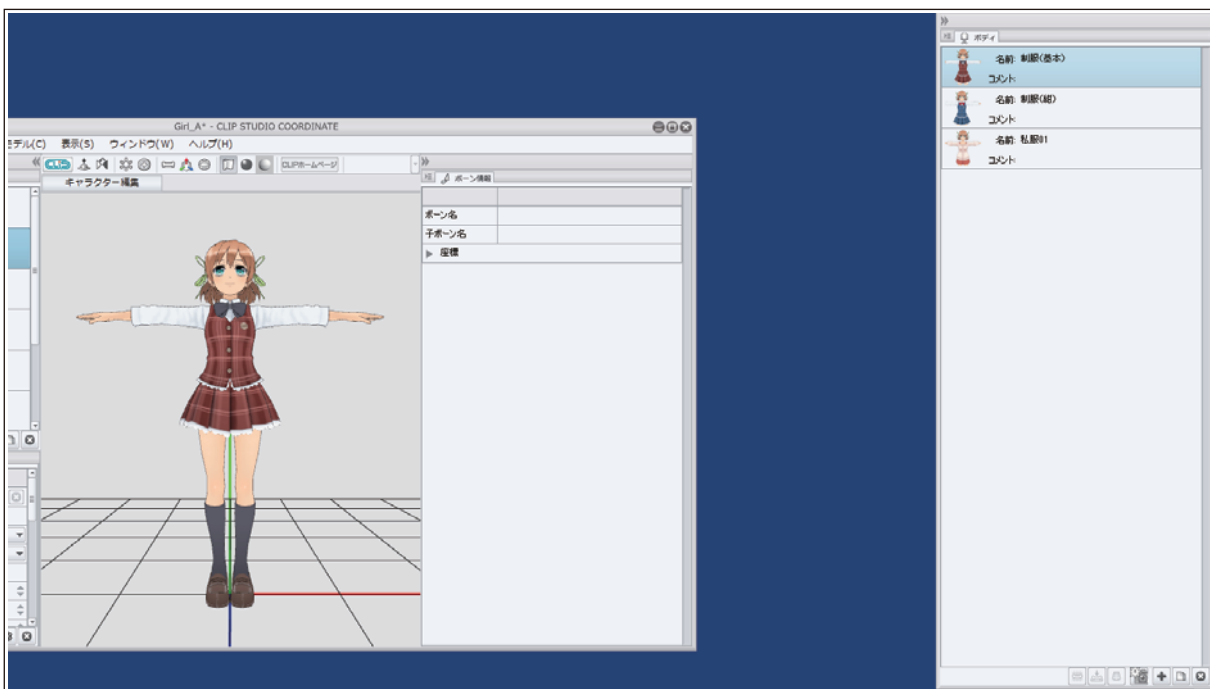 Girl_A* - CLIP STUDIO COORDINATE
モデル(C) 表示(S) ウィンドウ(W) ヘルプ(H)
CLIP
CLIPホームページ
キャラクター編集
ボーン情報
ボーン名
子ボーン名
座標
ボディ
名前: 制服(基本)
コメント:
名前: 制服(紺)
コメント:
名前: 私服01
コメント: